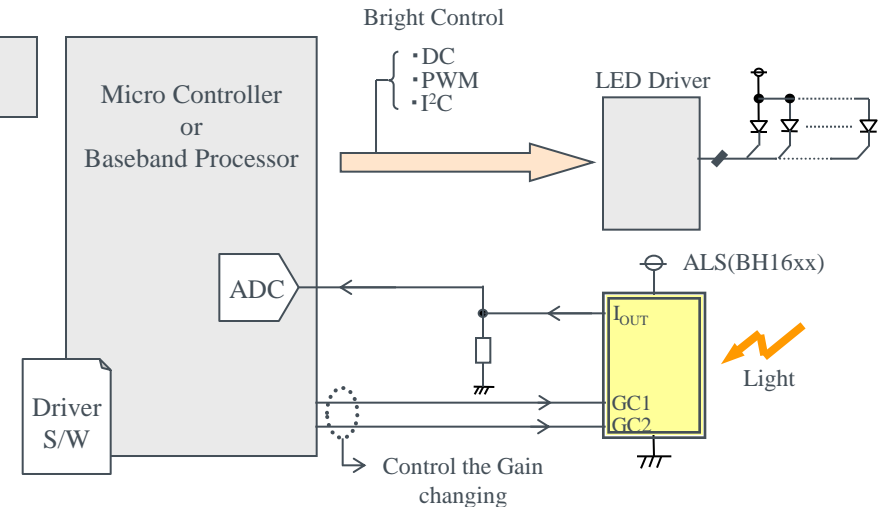 Bright Control
▪DC
▪PWM
▪I²C
Micro Controller
or
Baseband Processor
LED Driver
ADC
ALS(BH16xx)
I_OUT
Light
GC1
GC2
Driver
S/W
Control the Gain
changing